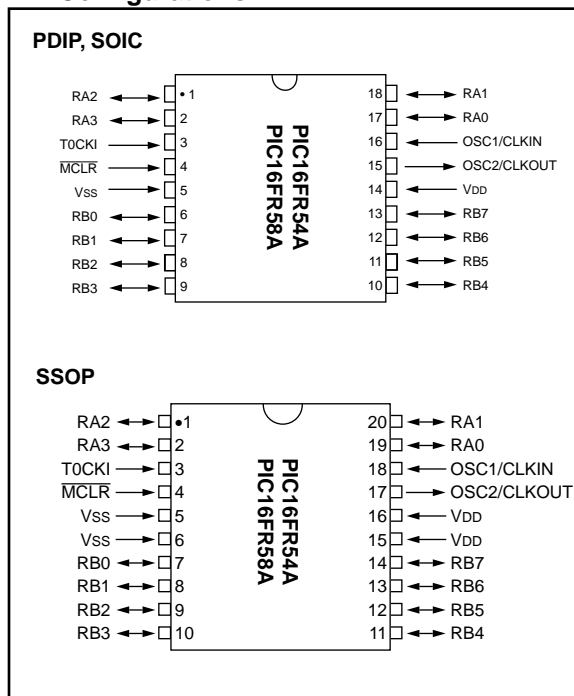 PDIP, SOIC
RA2 •1 18 RA1
RA3 2 17 RA0
T0CKI 3 16 OSC1/CLKIN
MCLR 4 15 OSC2/CLKOUT
VSS 5 14 VDD
RB0 6 13 RB7
RB1 7 12 RB6
RB2 8 11 RB5
RB3 9 10 RB4
PIC16FR54A
PIC16FR58A
SSOP
RA2 •1 20 RA1
RA3 2 19 RA0
T0CKI 3 18 OSC1/CLKIN
MCLR 4 17 OSC2/CLKOUT
VSS 5 16 VDD
VSS 6 15 VDD
RB0 7 14 RB7
RB1 8 13 RB6
RB2 9 12 RB5
RB3 10 11 RB4
PIC16FR54A
PIC16FR58A